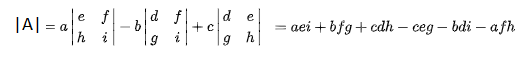 |A| = a |e f; h i| − b |d f; g i| + c |d e; g h| = aei + bfg + cdh − ceg − bdi − afh